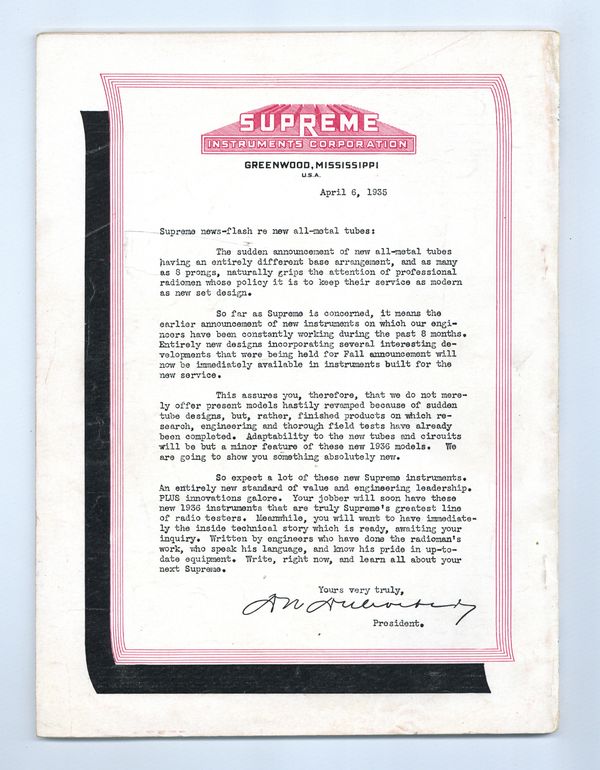 SUPREME
INSTRUMENTS CORPORATION
GREENWOOD, MISSISSIPPI
U.S.A.
April 6, 1935
Supreme news-flash re new all-metal tubes:
The sudden announcement of new all-metal tubes
having an entirely different base arrangement, and as many
as 8 prongs, naturally grips the attention of professional
radiomen whose policy it is to keep their service as modern
as new set design.
So far as Supreme is concerned, it means the
earlier announcement of new instruments on which our engi-
neers have been constantly working during the past 8 months.
Entirely new designs incorporating several interesting de-
velopments that were being held for Fall announcement will
now be immediately available in instruments built for the
new service.
This assures you, therefore, that we do not mere-
ly offer present models hastily revamped because of sudden
tube designs, but, rather, finished products on which re-
search, engineering and thorough field tests have already
been completed. Adaptability to the new tubes and circuits
will be but a minor feature of these new 1936 models. We
are going to show you something absolutely new.
So expect a lot of these new Supreme instruments.
An entirely new standard of value and engineering leadership.
PLUS innovations galore. Your jobber will soon have these
new 1936 instruments that are truly Supreme's greatest line
of radio testers. Meanwhile, you will want to have immediate-
ly the inside technical story which is ready, awaiting your
inquiry. Written by engineers who have done the radioman's
work, who speak his language, and know his pride in up-to-
date equipment. Write, right now, and learn all about your
next Supreme.
Yours very truly,
President.